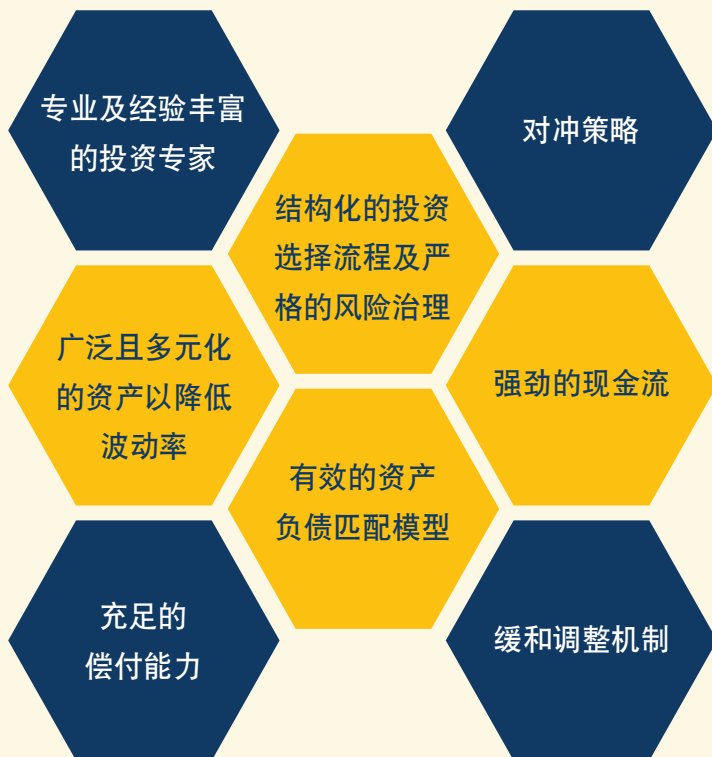 专业及经验丰富
的投资专家
对冲策略
结构化的投资
选择流程及严
格的风险治理
广泛且多元化
的资产以降低
波动率
强劲的现金流
有效的资产
负债匹配模型
充足的
偿付能力
缓和调整机制